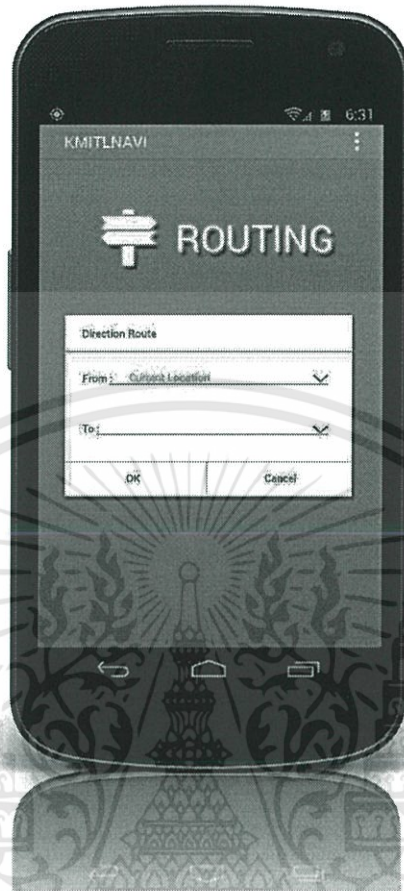 6:31
KMITLNAVI
ROUTING
Direction Route
From : Current Location
To :
OK
Cancel